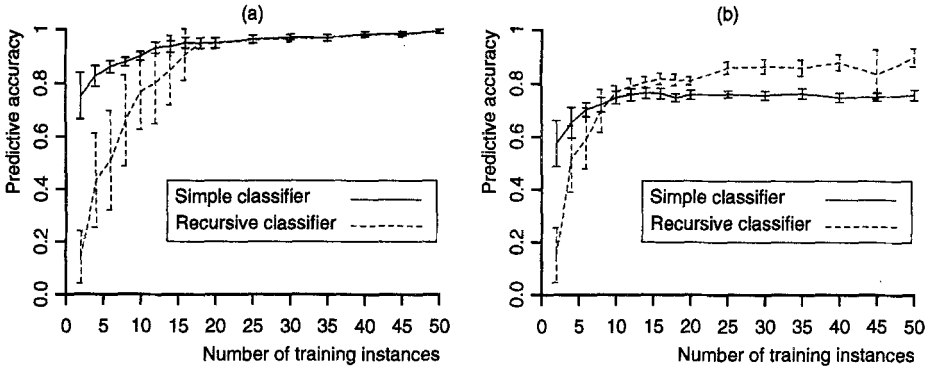 (a)
Predictive accuracy
1
0.8
0.6
0.4
0.2
0.0
Simple classifier
Recursive classifier
0 5 10 15 20 25 30 35 40 45 50
Number of training instances
(b)
Predictive accuracy
1
0.8
0.6
0.4
0.2
0.0
Simple classifier
Recursive classifier
0 5 10 15 20 25 30 35 40 45 50
Number of training instances